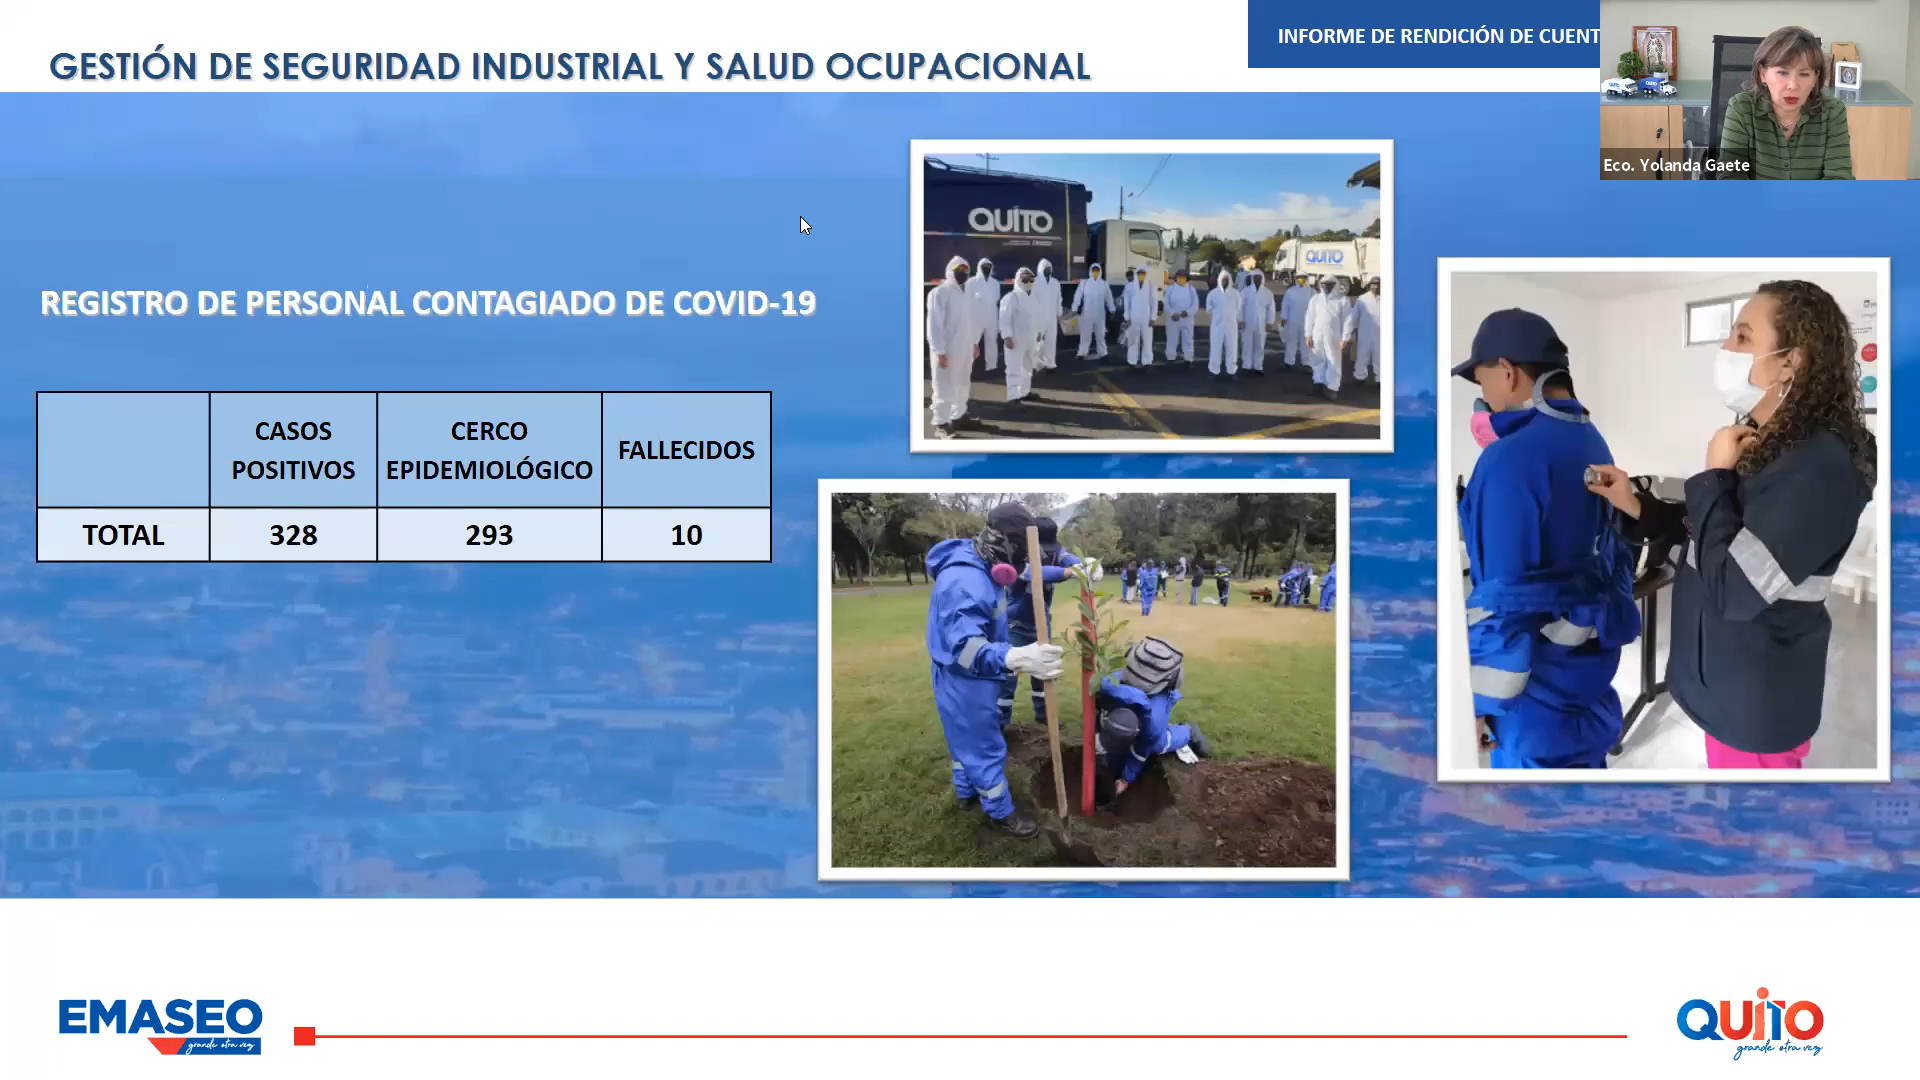 GESTIÓN DE SEGURIDAD INDUSTRIAL Y SALUD OCUPACIONAL
INFORME DE RENDICIÓN DE CUENT
Eco. Yolanda Gaete
QUITO
QUITO
REGISTRO DE PERSONAL CONTAGIADO DE COVID-19
CASOS POSITIVOS
CERCO EPIDEMIOLÓGICO
FALLECIDOS
TOTAL 328 293 10
EMASEO
grande otra vez
QUITO
grande otra vez